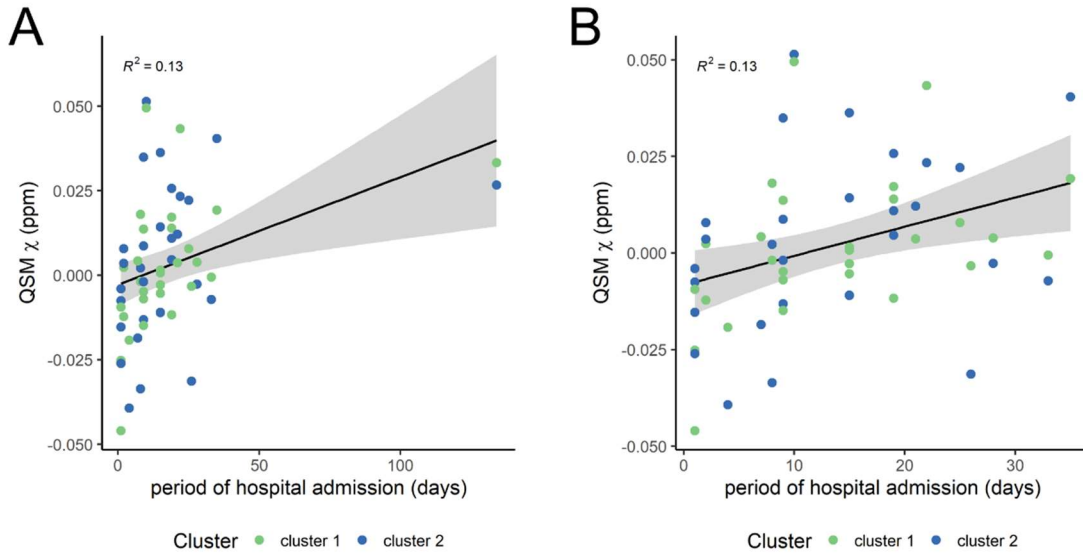 A
B
R² = 0.13
R² = 0.13
QSM χ (ppm)
0.050
0.025
0.000
-0.025
-0.050
0
50
100
period of hospital admission (days)
Cluster cluster 1 cluster 2
QSM χ (ppm)
0.050
0.025
0.000
-0.025
-0.050
0
10
20
30
period of hospital admission (days)
Cluster cluster 1 cluster 2